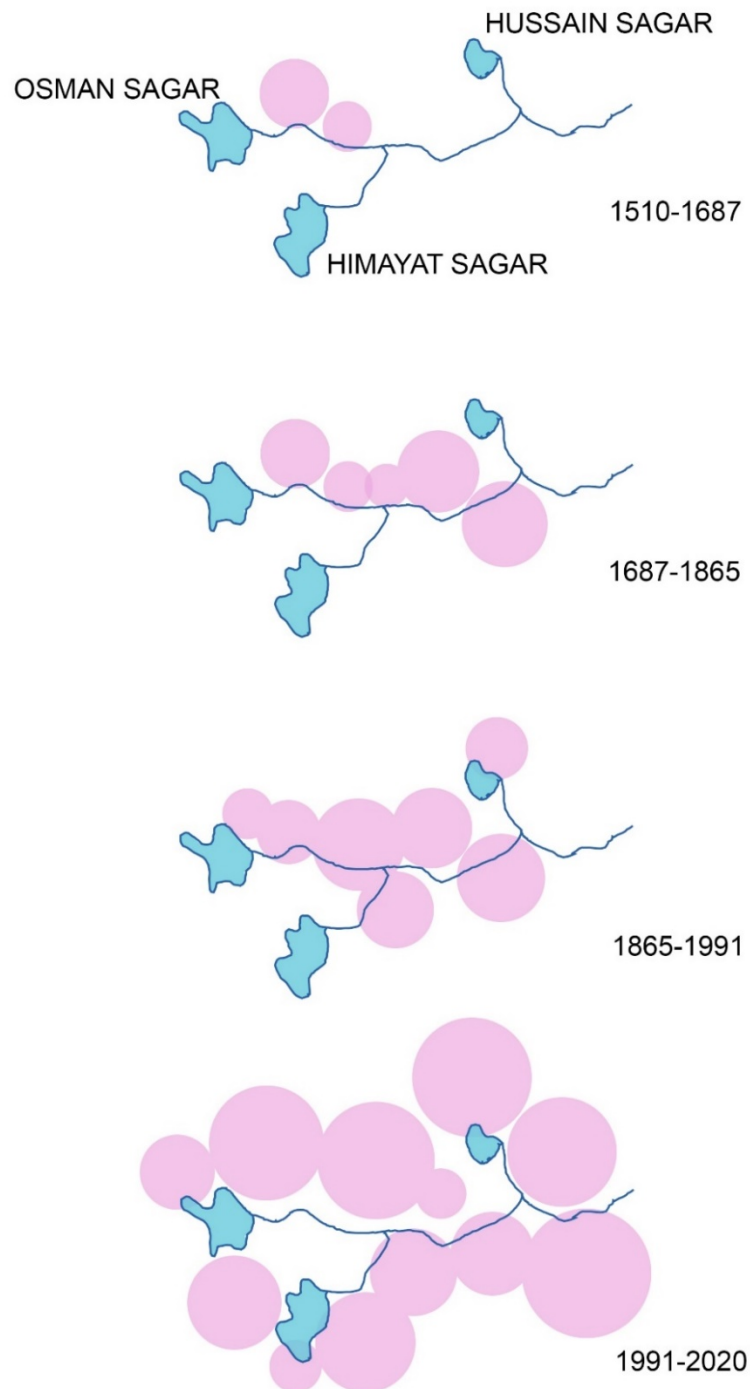 HUSSAIN SAGAR
OSMAN SAGAR
1510-1687
HIMAYAT SAGAR
1687-1865
1865-1991
1991-2020